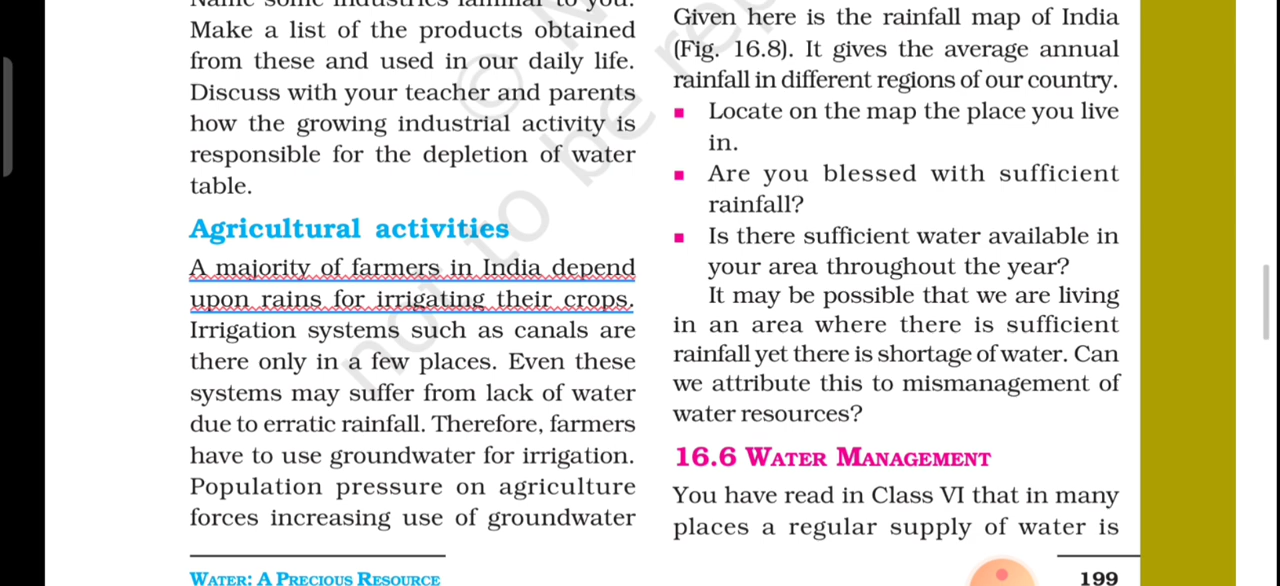 Make a list of the products obtained
from these and used in our daily life.
Discuss with your teacher and parents
how the growing industrial activity is
responsible for the depletion of water
table.
Agricultural activities
A majority of farmers in India depend
upon rains for irrigating their crops.
Irrigation systems such as canals are
there only in a few places. Even these
systems may suffer from lack of water
due to erratic rainfall. Therefore, farmers
have to use groundwater for irrigation.
Population pressure on agriculture
forces increasing use of groundwater
WATER: A PRECIOUS RESOURCE
Given here is the rainfall map of India
(Fig. 16.8). It gives the average annual
rainfall in different regions of our country.
▪ Locate on the map the place you live
in.
▪ Are you blessed with sufficient
rainfall?
▪ Is there sufficient water available in
your area throughout the year?
It may be possible that we are living
in an area where there is sufficient
rainfall yet there is shortage of water. Can
we attribute this to mismanagement of
water resources?
16.6 WATER MANAGEMENT
You have read in Class VI that in many
places a regular supply of water is
199
© N
not to be rep